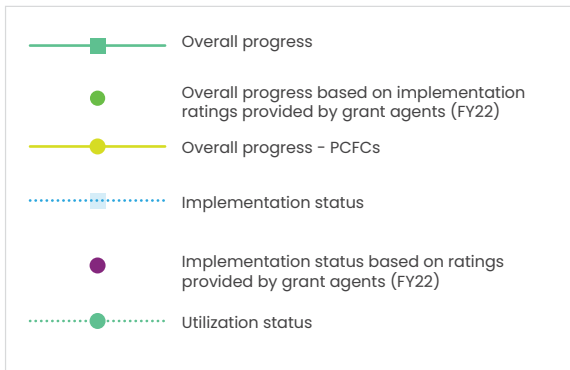 Overall progress
Overall progress based on implementation
ratings provided by grant agents (FY22)
Overall progress - PCFCs
Implementation status
Implementation status based on ratings
provided by grant agents (FY22)
Utilization status